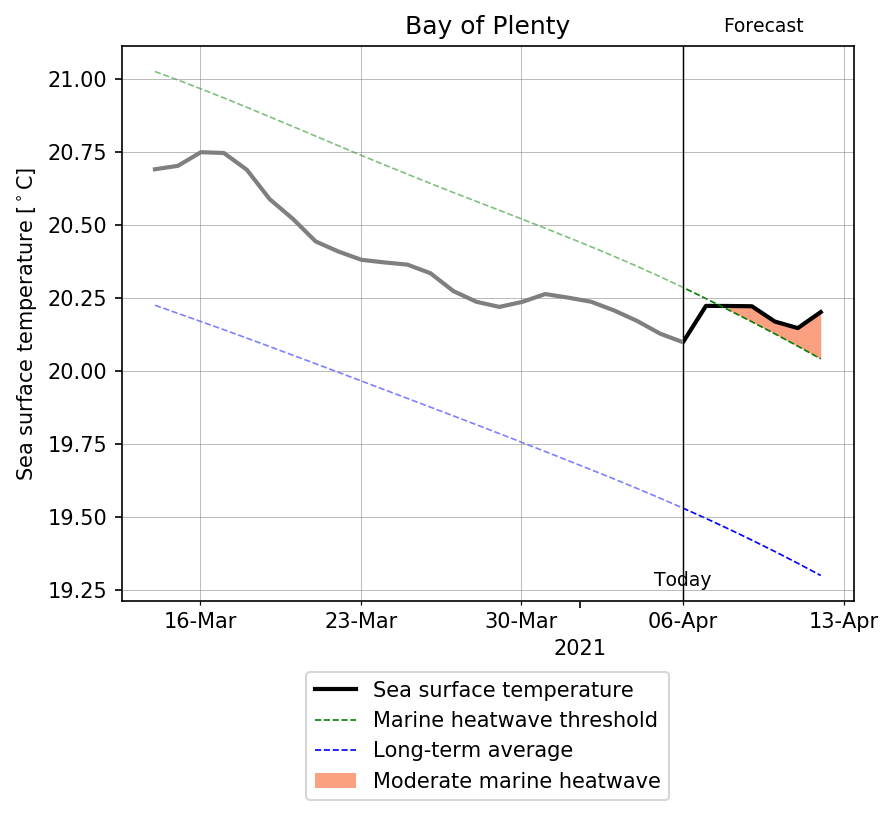 Bay of Plenty
Forecast
Sea surface temperature [°C]
21.00
20.75
20.50
20.25
20.00
19.75
19.50
19.25
Today
16-Mar 23-Mar 30-Mar 06-Apr 13-Apr
2021
Sea surface temperature
Marine heatwave threshold
Long-term average
Moderate marine heatwave